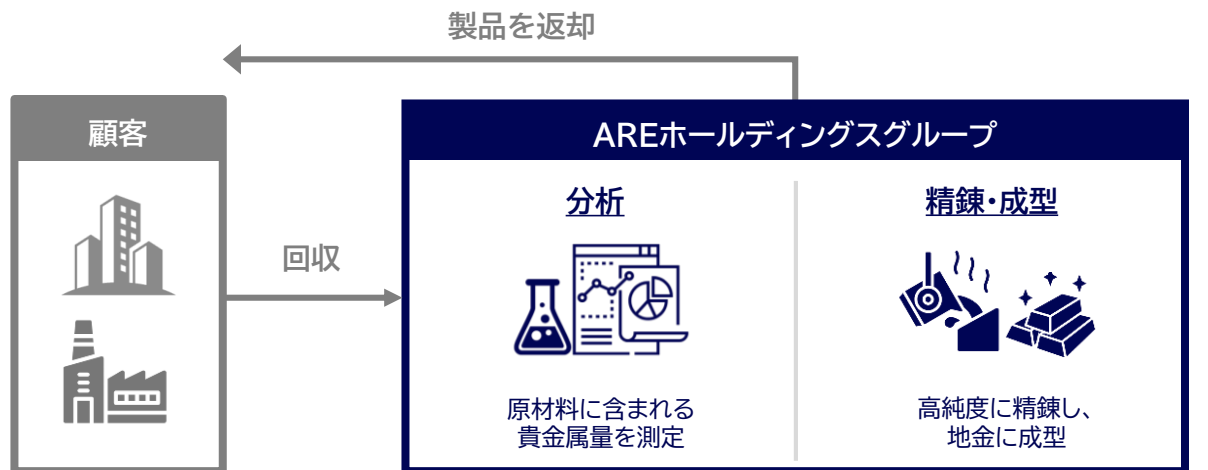 製品を返却
顧客
AREホールディングスグループ
回収
分析
原材料に含まれる
貴金属量を測定
精錬・成型
高純度に精錬し、
地金に成型